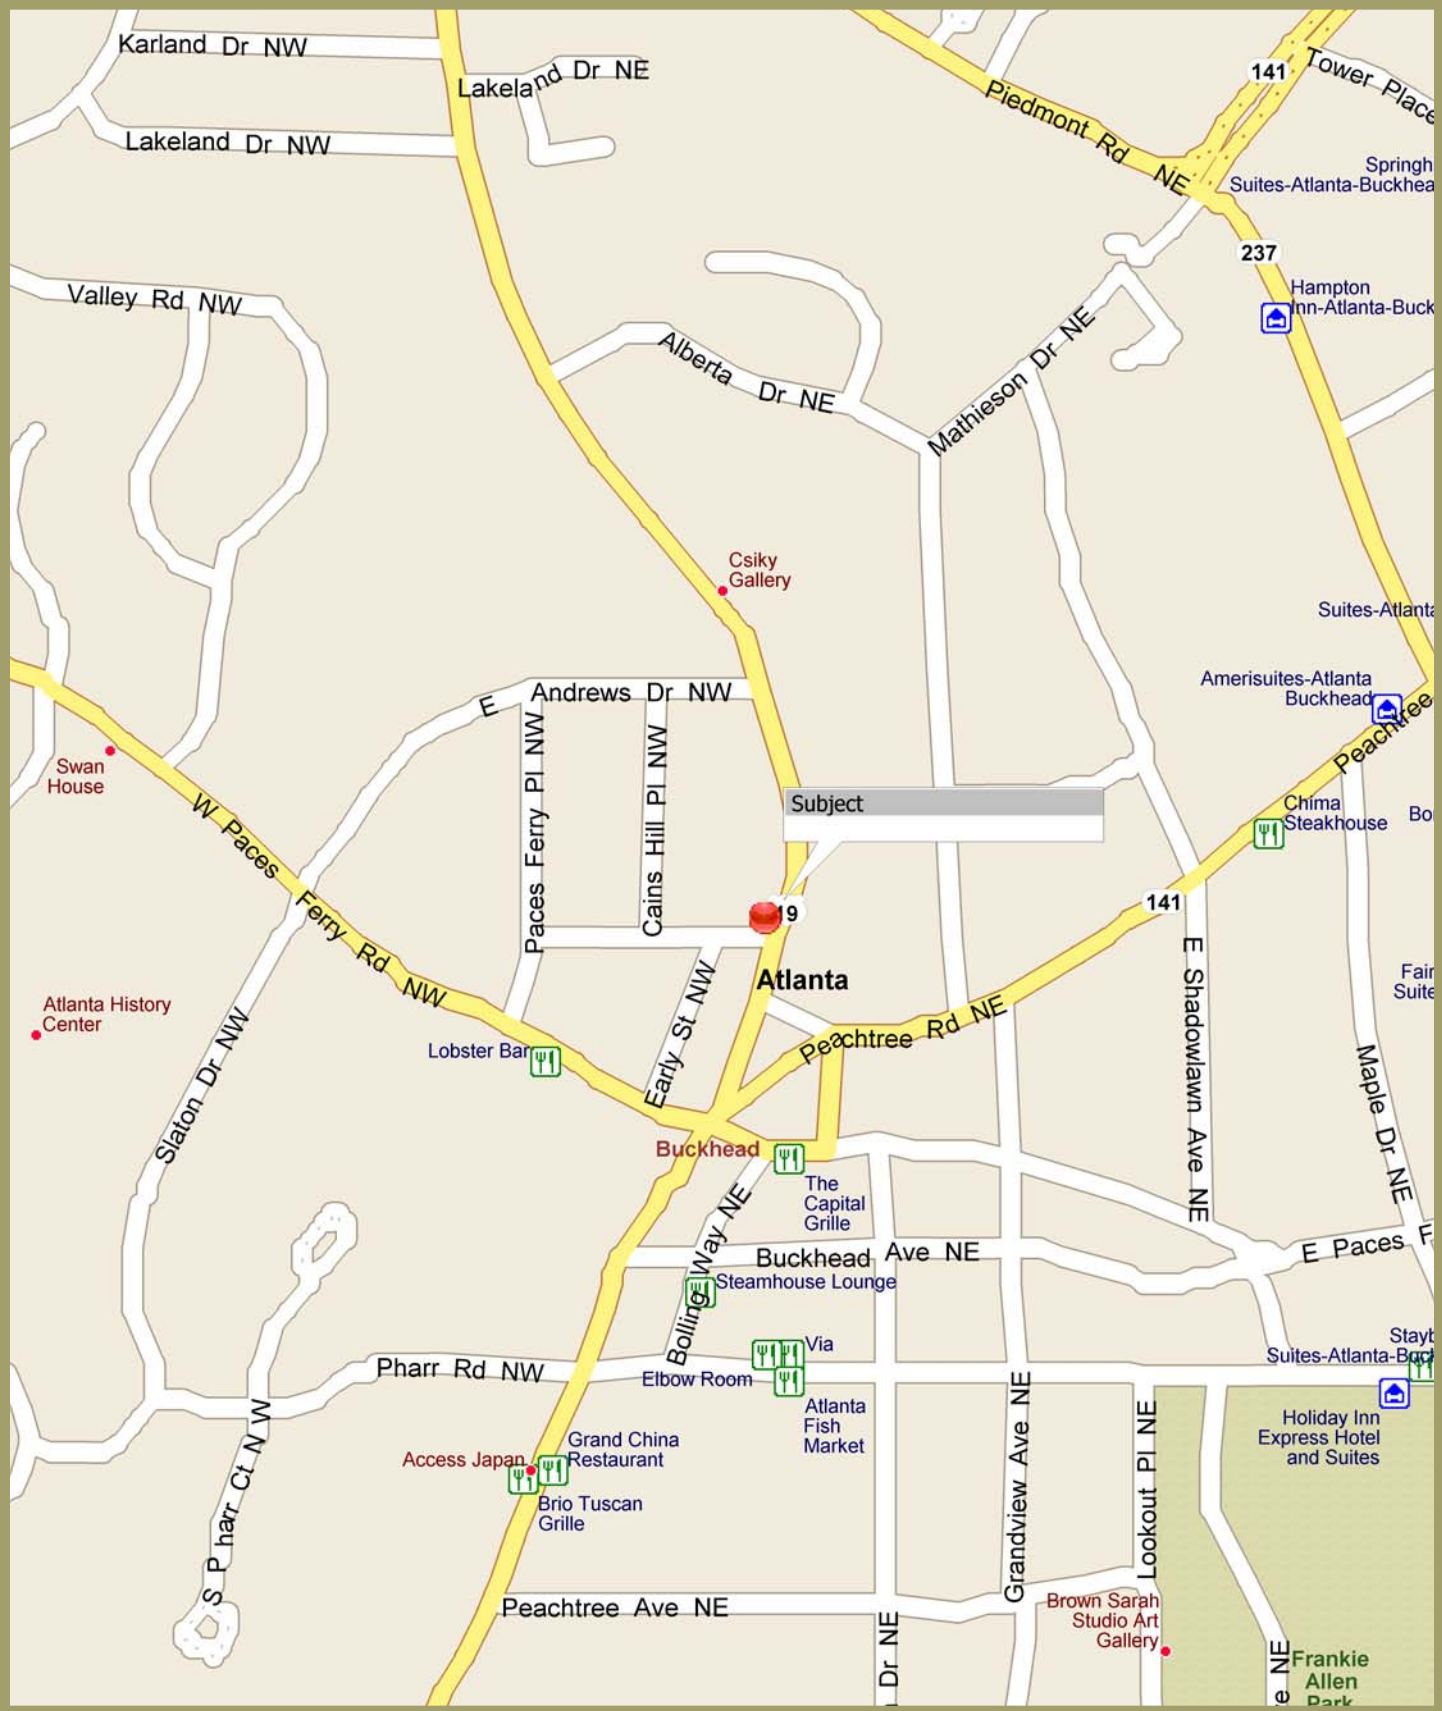 Karland Dr NW
Lakeland Dr NE
Lakeland Dr NW
141
Tower Place
Piedmont Rd NE
Springh
Suites-Atlanta-Buckhea
237
Hampton
Inn-Atlanta-Buck
Valley Rd NW
Alberta Dr NE
Mathieson Dr NE
Csiky
Gallery
Suites-Atlanta
Amerisuites-Atlanta
Buckhead
E Andrews Dr NW
Peachtree
Swan
House
W Paces Ferry Rd NW
Paces Ferry Pl NW
Cains Hill Pl NW
Subject
Chima
Steakhouse
Bo
19
141
Atlanta
Atlanta History
Center
Slaton Dr NW
Early St NW
Peachtree Rd NE
E Shadowlawn Ave NE
Fair
Suite
Lobster Bar
Maple Dr NE
Buckhead
The
Capital
Grille
Bolling Way NE
Buckhead Ave NE
E Paces F
Steamhouse Lounge
Via
Stayb
Suites-Atlanta-Buck
Pharr Rd NW
Elbow Room
Atlanta
Fish
Market
Holiday Inn
Express Hotel
and Suites
Grand China
Restaurant
Access Japan
Brio Tuscan
Grille
S Pharr Ct NW
Grandview Ave NE
Lookout Pl NE
Peachtree Ave NE
Brown Sarah
Studio Art
Gallery
Dr NE
e NE
Frankie
Allen
Park